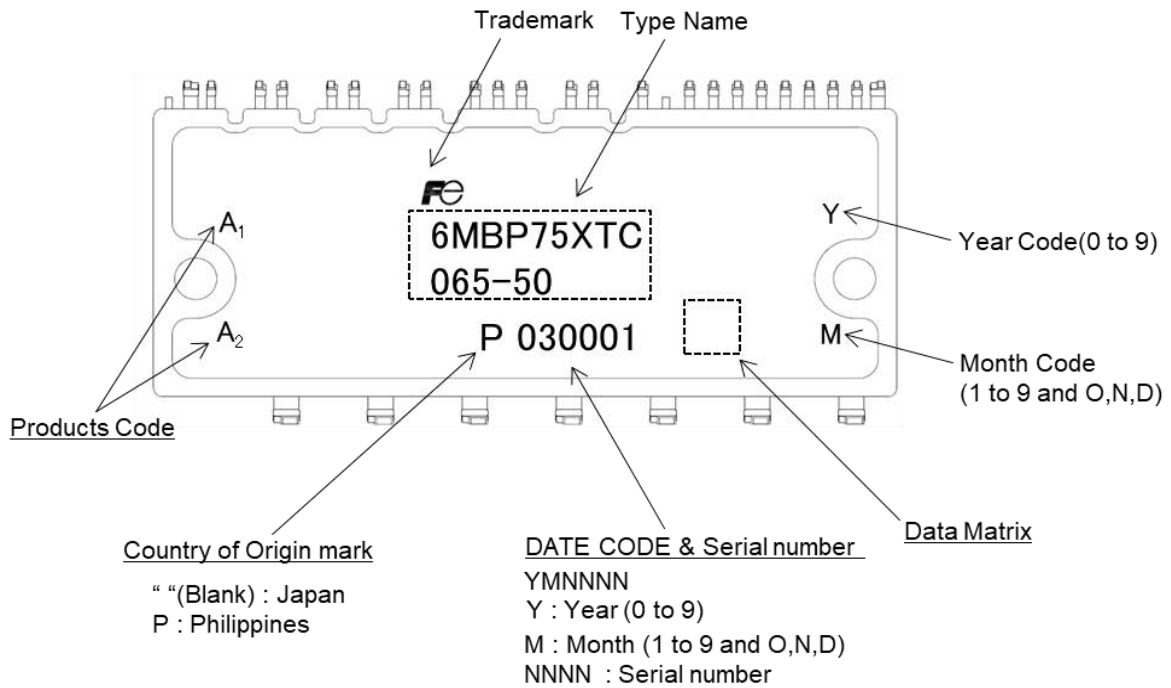 Trademark
Type Name
Fe
6MBP75XTC
065-50
P 030001
A1
A2
Y
M
Year Code(0 to 9)
Month Code
(1 to 9 and O,N,D)
Products Code
Country of Origin mark
“ “(Blank) : Japan
P : Philippines
DATE CODE & Serial number
YMNNNN
Y : Year (0 to 9)
M : Month (1 to 9 and O,N,D)
NNNN : Serial number
Data Matrix